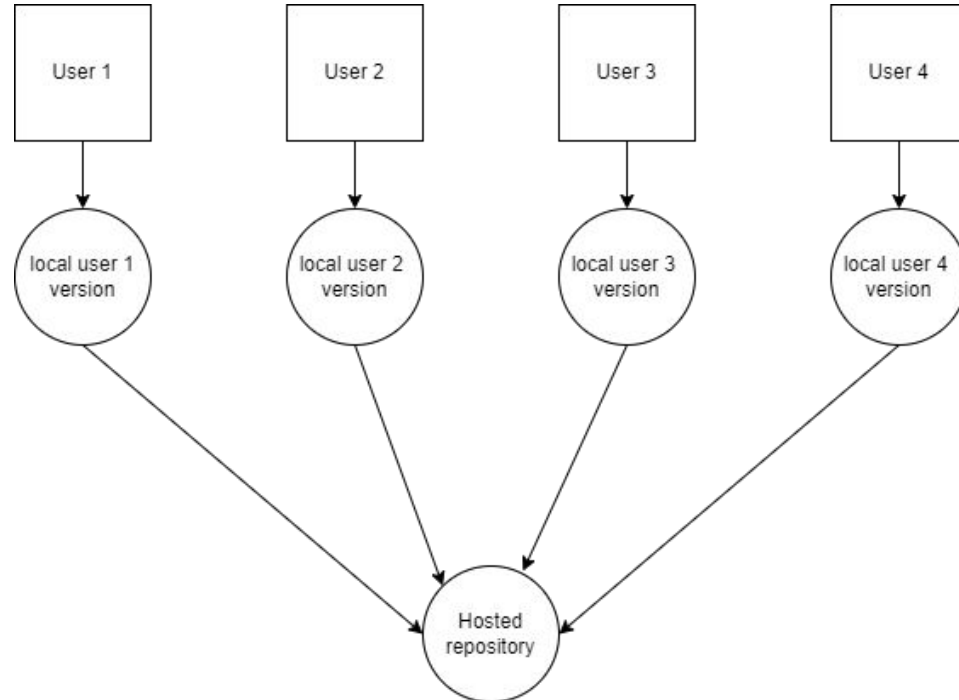 User 1
User 2
User 3
User 4
local user 1
version
local user 2
version
local user 3
version
local user 4
version
Hosted
repository